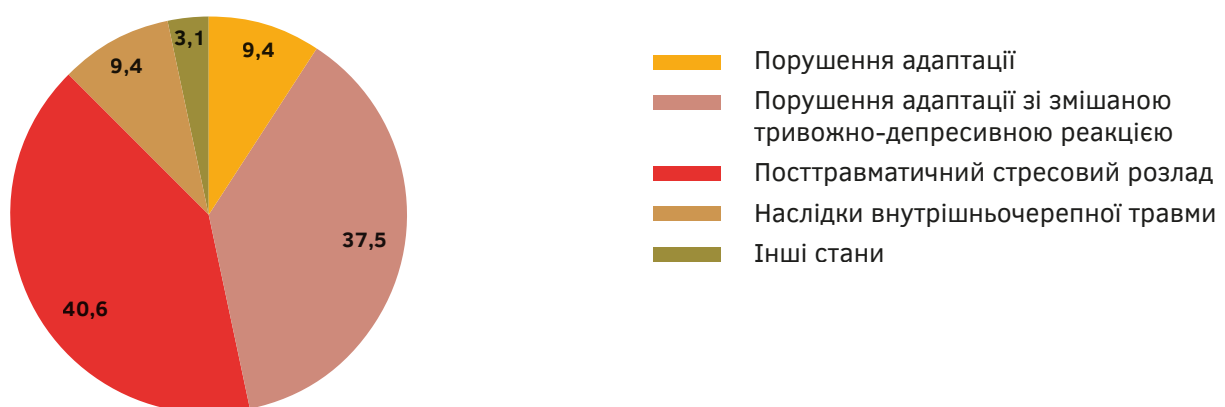 3,1
9,4
9,4
37,5
40,6
Порушення адаптації
Порушення адаптації зі змішаною
тривожно-депресивною реакцією
Посттравматичний стресовий розлад
Наслідки внутрішньочерепної травми
Інші стани